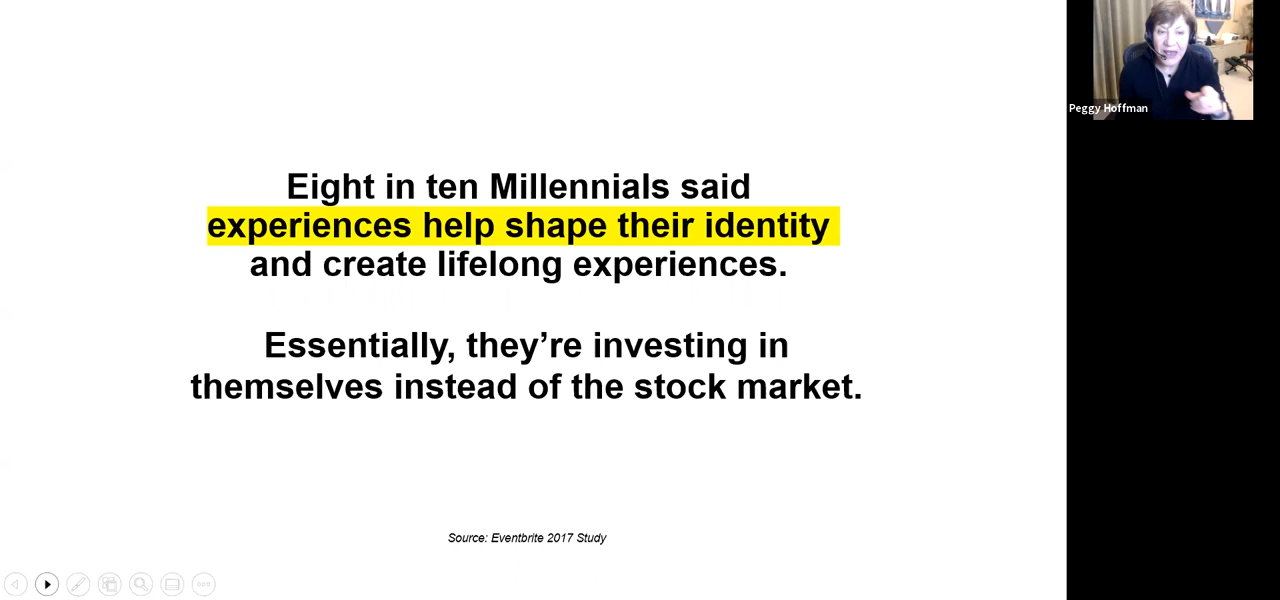 Eight in ten Millennials said
experiences help shape their identity
and create lifelong experiences.
Essentially, they’re investing in
themselves instead of the stock market.
Source: Eventbrite 2017 Study
Peggy Hoffman